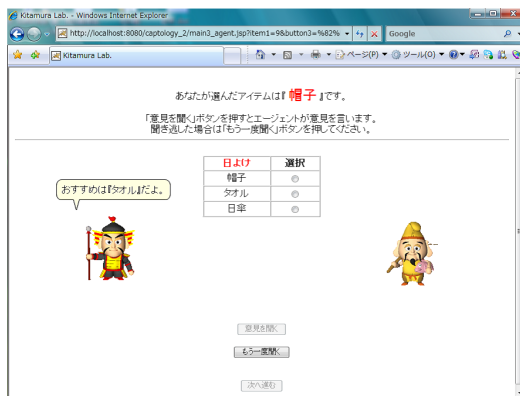 Kitamura Lab. - Windows Internet Explorer
http://localhost:8080/captology_2/main3_agent.jsp?item1=9&button3=%82%
Google
Kitamura Lab.
ページ(P)
ツール(O)
あなたが選んだアイテムは『 帽子 』です。
「意見を聞く」ボタンを押すとエージェントが意見を言います。
聞き逃した場合は「もう一度聞く」ボタンを押してください。
日よけ 選択
帽子
タオル
日傘
おすすめは『タオル』だよ。
意見を聞く
もう一度聞く
次へ進む